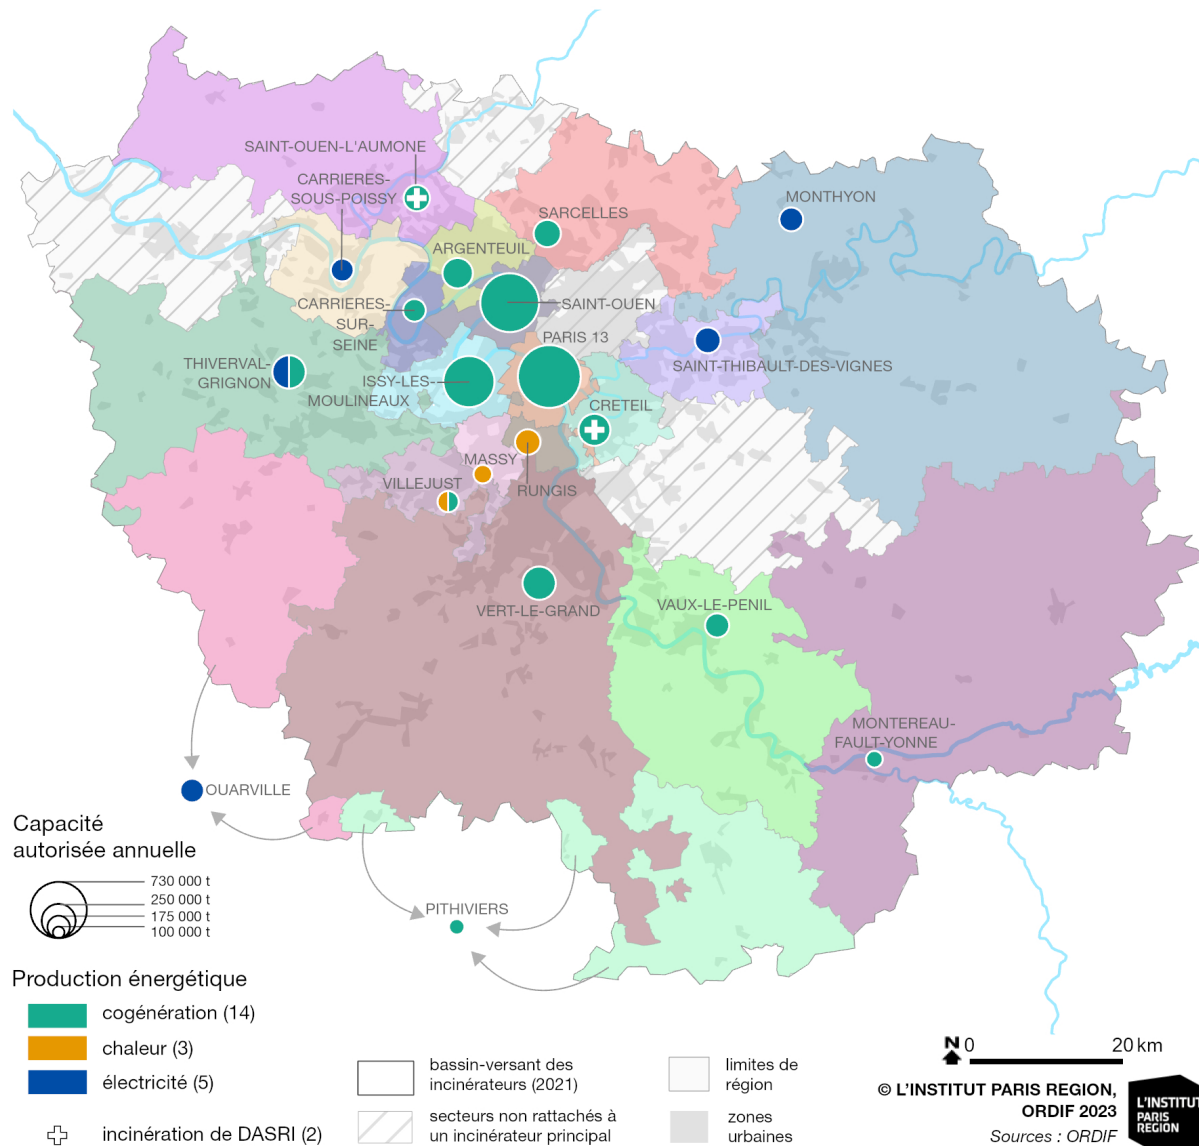 SAINT-OUEN-L'AUMONE
CARRIERES-
SOUS-POISSY
SARCELLES
MONTHYON
ARGENTEUIL
CARRIERES-
SUR-
SEINE
SAINT-OUEN
PARIS 13
THIVERVAL-
GRIGNON
ISSY-LES-
MOULINEAUX
SAINT-THIBAULT-DES-VIGNES
CRETEIL
MASSY
VILLEJUST
RUNGIS
VERT-LE-GRAND
VAUX-LE-PENIL
MONTEREAU-
FAULT-YONNE
OUARVILLE
PITHIVIERS
Capacité
autorisée annuelle
730 000 t
250 000 t
175 000 t
100 000 t
Production énergétique
cogénération (14)
chaleur (3)
électricité (5)
incinération de DASRI (2)
bassin-versant des
incinérateurs (2021)
secteurs non rattachés à
un incinérateur principal
limites de
région
zones
urbaines
N 0 20 km
© L'INSTITUT PARIS REGION,
ORDIF 2023
Sources : ORDIF
L'INSTITUT
PARIS
REGION